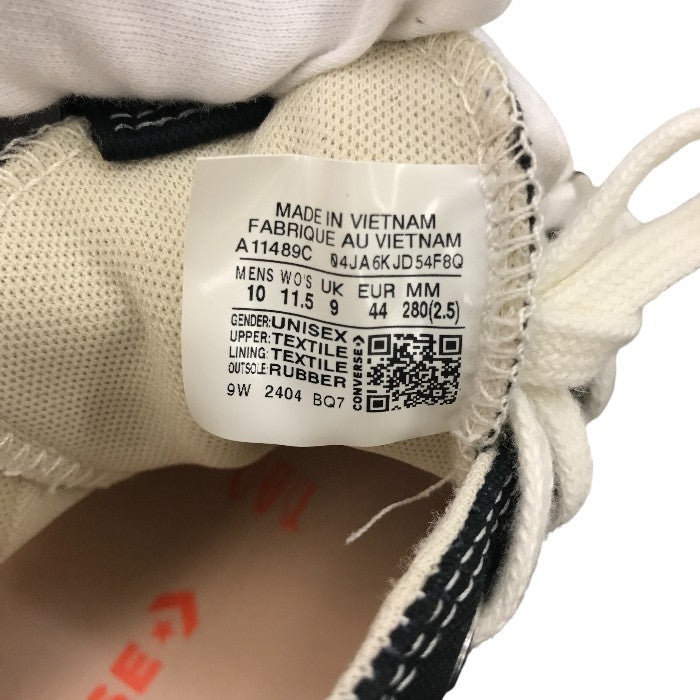 MADE IN VIETNAM
FABRIQUE AU VIETNAM
A11489C 04JA6KJD54F8Q
MENS WO'S UK EUR MM
10 11.5 9 44 280(2.5)
GENDER: UNISEX
UPPER: TEXTILE
LINING: TEXTILE
OUTSOLE: RUBBER
CONVERSE
9W 2404 BQ7